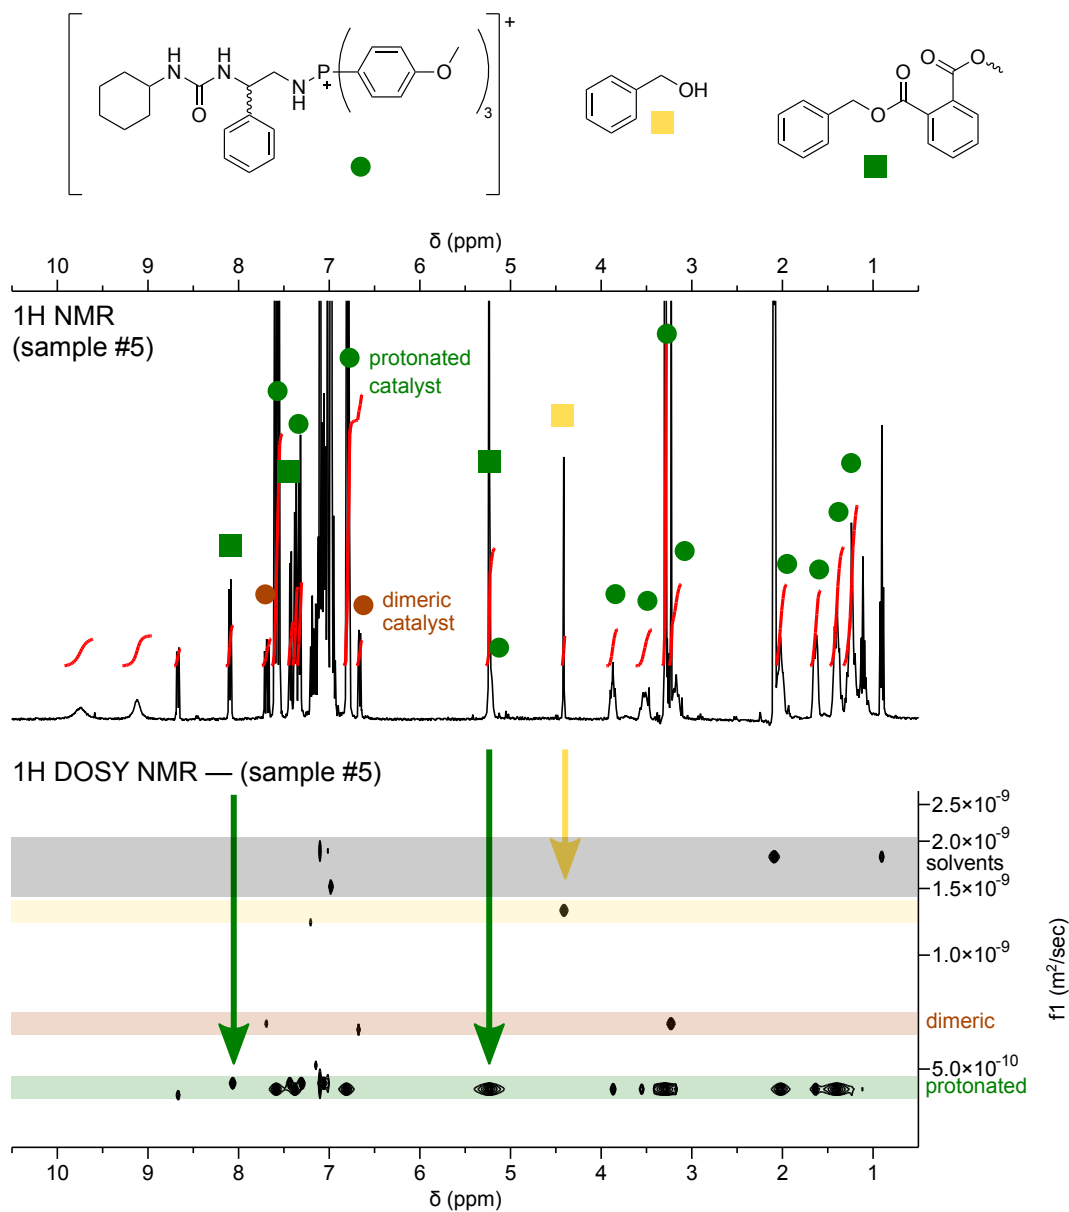 +
H
N
H
N
O
N
H
P
+
O
3
OH
O
O
O
O
δ (ppm)
10 9 8 7 6 5 4 3 2 1
1H NMR
(sample #5)
protonated
catalyst
dimeric
catalyst
1H DOSY NMR — (sample #5)
2.5×10-9
2.0×10-9
solvents
1.5×10-9
1.0×10-9
dimeric
5.0×10-10
protonated
f1 (m2/sec)
10 9 8 7 6 5 4 3 2 1
δ (ppm)